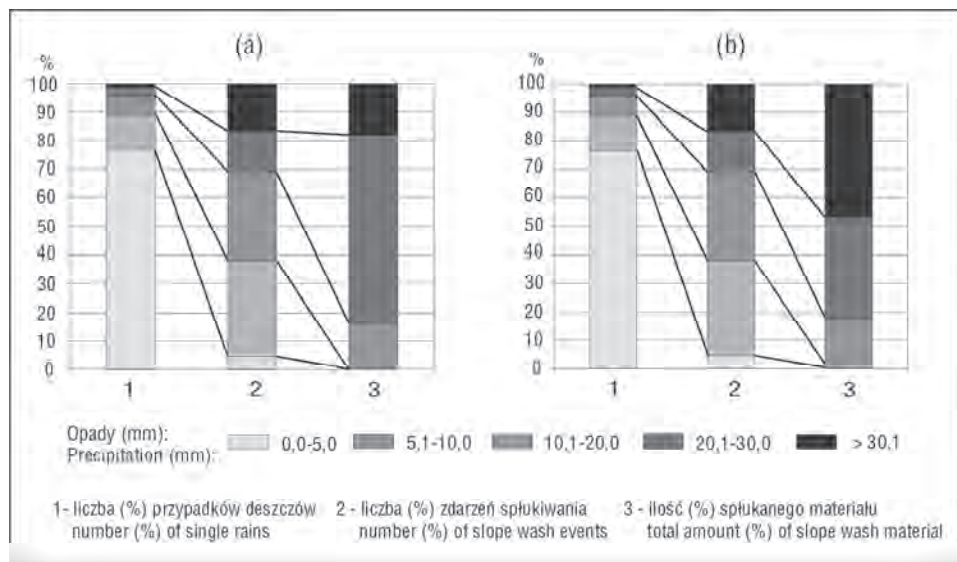 (a) (b)
% %
100 100
90 90
80 80
70 70
60 60
50 50
40 40
30 30
20 20
10 10
0 0
1 2 3 1 2 3
Opady (mm):
Precipitation (mm):
0,0-5,0 5,1-10,0 10,1-20,0 20,1-30,0 > 30,1
1 - liczba (%) przypadków deszczów 2 - liczba (%) zdarzeń spłukiwania 3 - ilość (%) spłukanego materiału
number (%) of single rains number (%) of slope wash events total amount (%) of slope wash material